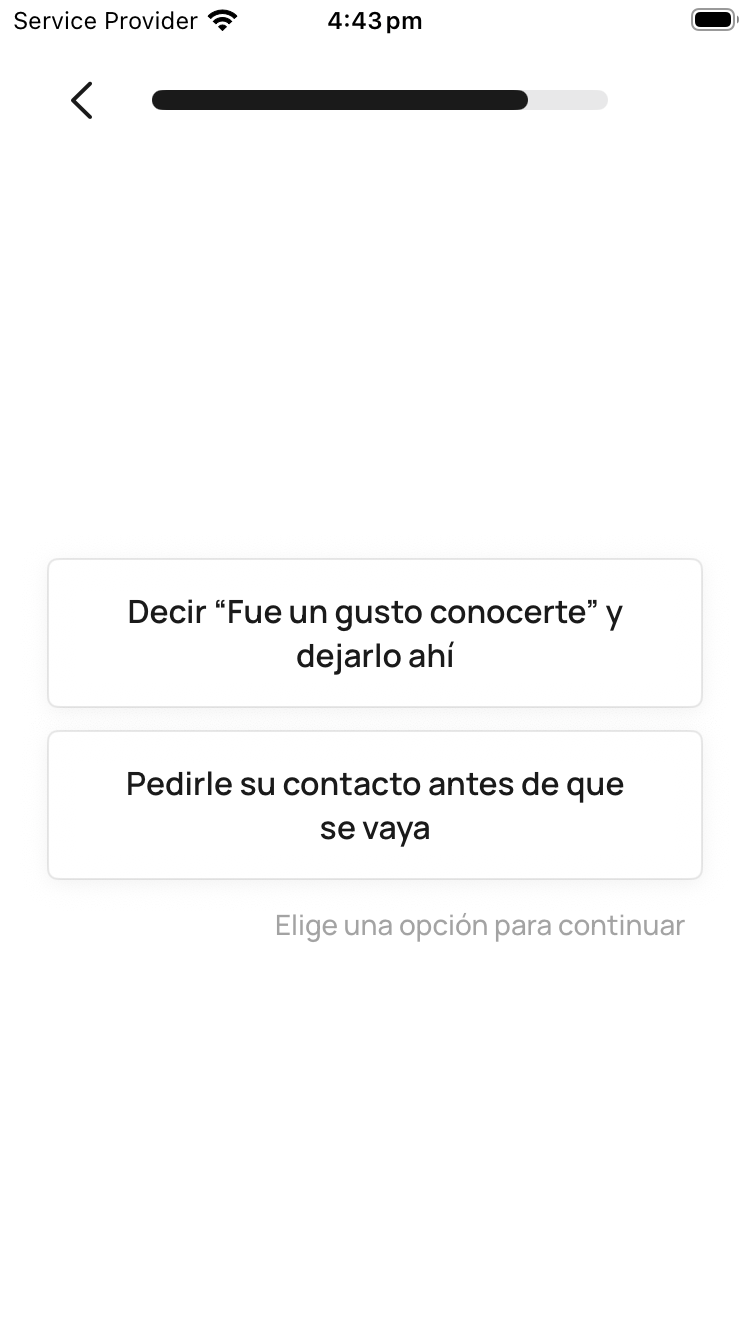 Service Provider 4:43 pm
Decir “Fue un gusto conocerte” y
dejarlo ahí
Pedirle su contacto antes de que
se vaya
Elige una opción para continuar